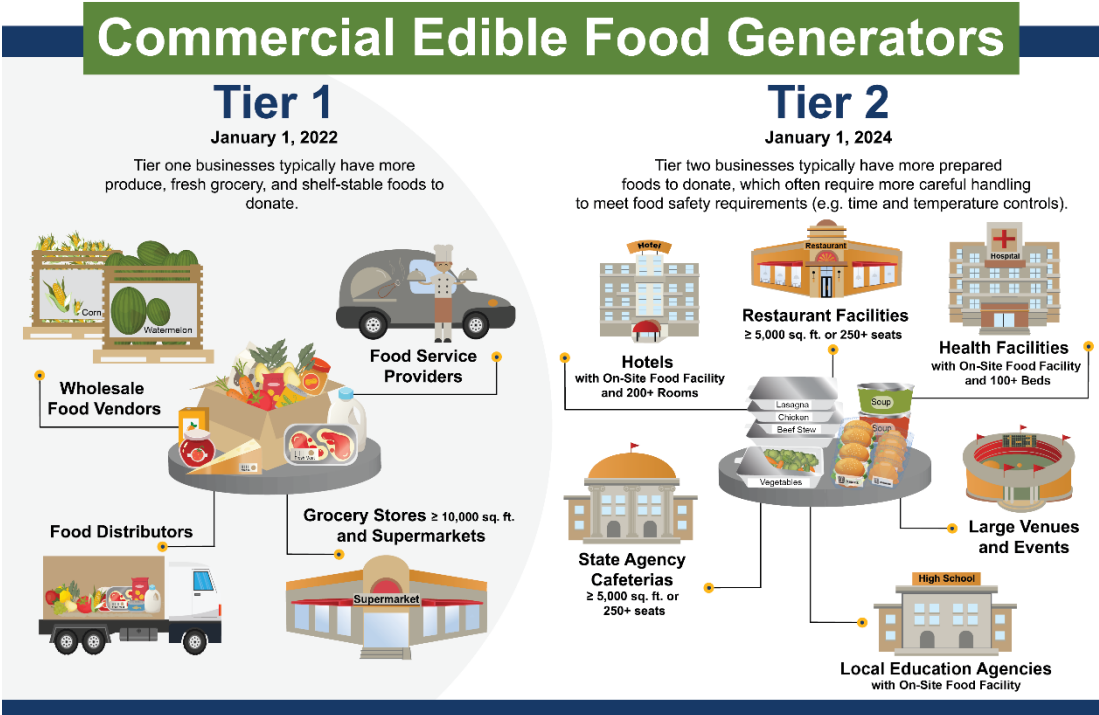 Commercial Edible Food Generators
Tier 1
January 1, 2022
Tier one businesses typically have more
produce, fresh grocery, and shelf-stable foods to
donate.
Corn
Watermelon
Wholesale
Food Vendors
Food Service
Providers
Food Distributors
Grocery Stores ≥ 10,000 sq. ft.
and Supermarkets
Supermarket
Tier 2
January 1, 2024
Tier two businesses typically have more prepared
foods to donate, which often require more careful handling
to meet food safety requirements (e.g. time and temperature controls).
Hotel
Hotels
with On-Site Food Facility
and 200+ Rooms
Restaurant
Restaurant Facilities
≥ 5,000 sq. ft. or 250+ seats
Hospital
Health Facilities
with On-Site Food Facility
and 100+ Beds
Lasagna
Chicken
Beef Stew
Vegetables
Soup
Soup
State Agency
Cafeterias
≥ 5,000 sq. ft. or
250+ seats
Large Venues
and Events
High School
Local Education Agencies
with On-Site Food Facility